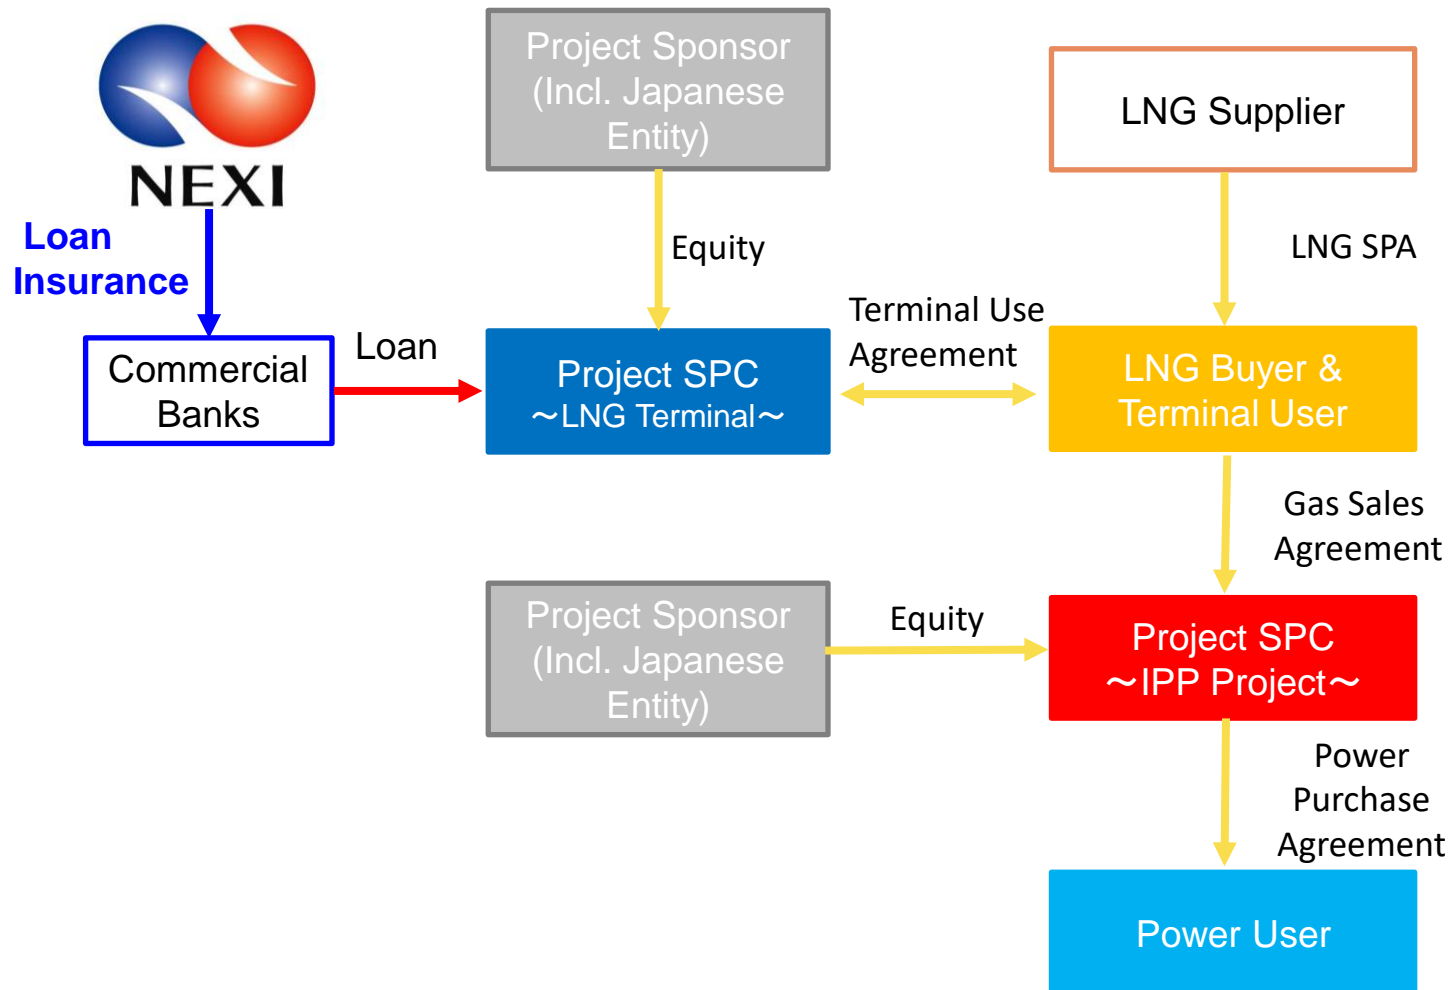 NEXI
Loan
Insurance
Commercial
Banks
Loan
Project Sponsor
(Incl. Japanese
Entity)
Equity
Project SPC
～LNG Terminal～
Terminal Use
Agreement
LNG Supplier
LNG SPA
LNG Buyer &
Terminal User
Gas Sales
Agreement
Project Sponsor
(Incl. Japanese
Entity)
Equity
Project SPC
～IPP Project～
Power
Purchase
Agreement
Power User